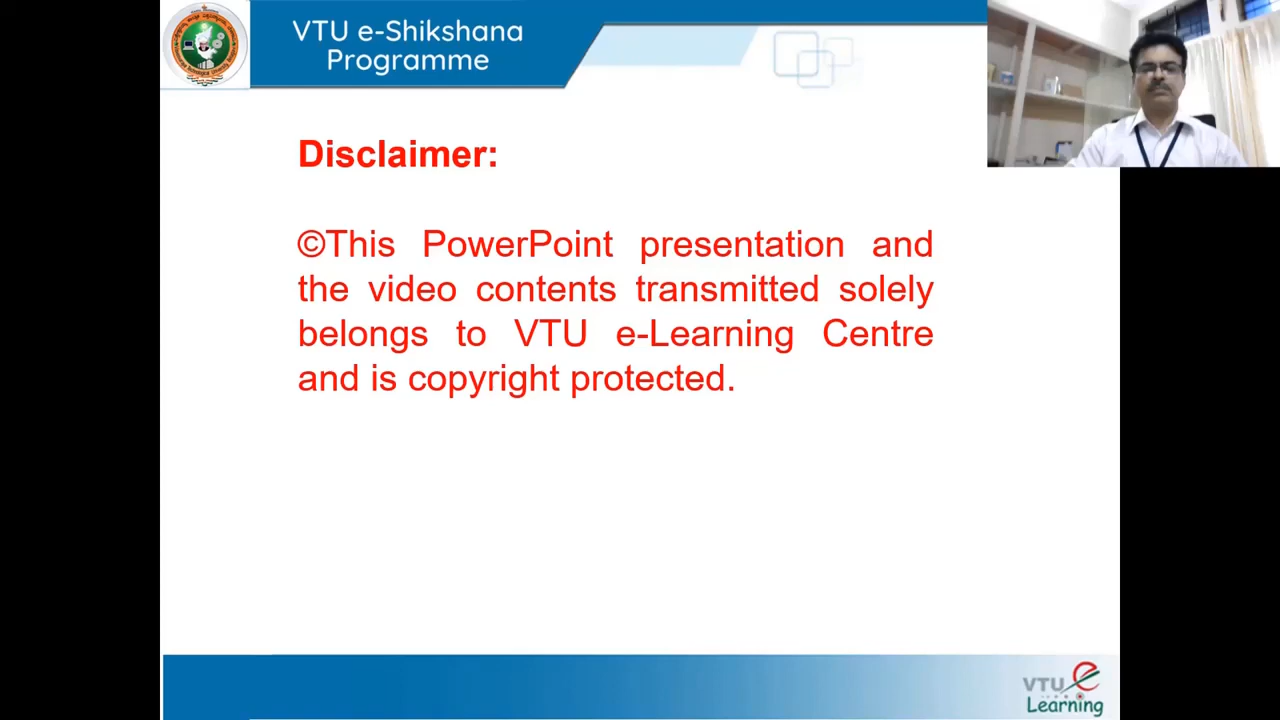 VTU e-Shikshana
Programme
Disclaimer:
©This PowerPoint presentation and
the video contents transmitted solely
belongs to VTU e-Learning Centre
and is copyright protected.
VTU e
Learning